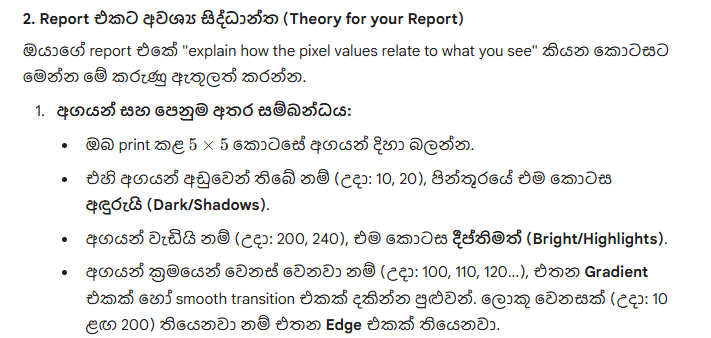 2. Report එකට අවශ්‍ය සිද්ධාන්ත (Theory for your Report)
ඔයාගේ report එකේ "explain how the pixel values relate to what you see" කියන කොටසට
මෙන්න මේ කරුණු ඇතුලත් කරන්න.
1. අගයන් සහ පෙනුම අතර සම්බන්ධය:
• ඔබ print කළ 5 × 5 කොටසේ අගයන් දිහා බලන්න.
• එහි අගයන් අඩුවෙන් තිබේ නම් (උදා: 10, 20), පින්තූරයේ එම කොටස
අඳුරුයි (Dark/Shadows).
• අගයන් වැඩියි නම් (උදා: 200, 240), එම කොටස දීප්තිමත් (Bright/Highlights).
• අගයන් ක්‍රමයෙන් වෙනස් වෙනවා නම් (උදා: 100, 110, 120...), එතන Gradient
එකක් හෝ smooth transition එකක් දකින්න පුළුවන්. ලොකු වෙනසක් (උදා: 10
ළඟ 200) තියෙනවා නම් එතන Edge එකක් තියෙනවා.